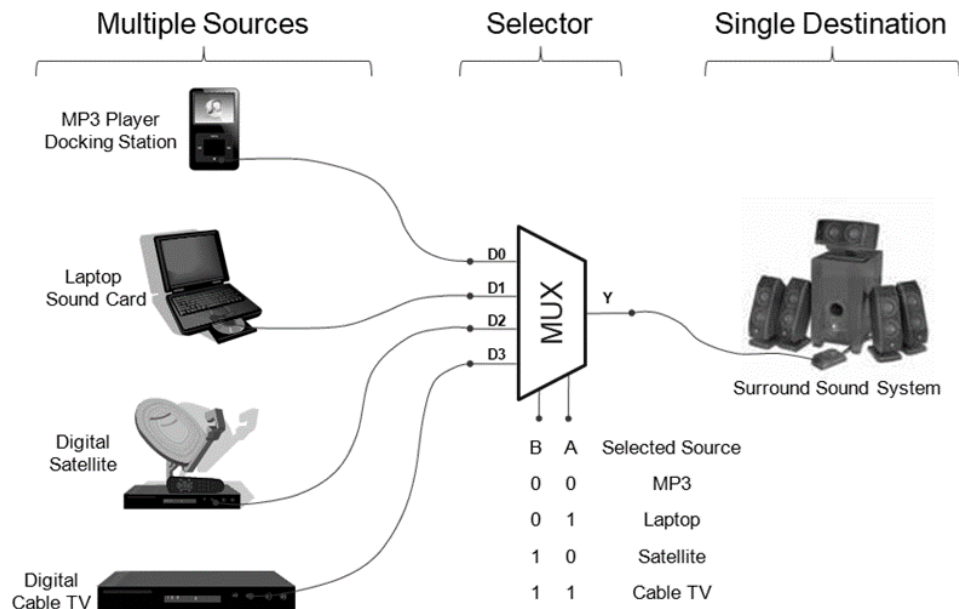 Multiple Sources
Selector
Single Destination
MP3 Player
Docking Station
Laptop
Sound Card
Digital
Satellite
Digital
Cable TV
D0
D1
D2
D3
MUX
Y
Surround Sound System
B A Selected Source
0 0 MP3
0 1 Laptop
1 0 Satellite
1 1 Cable TV